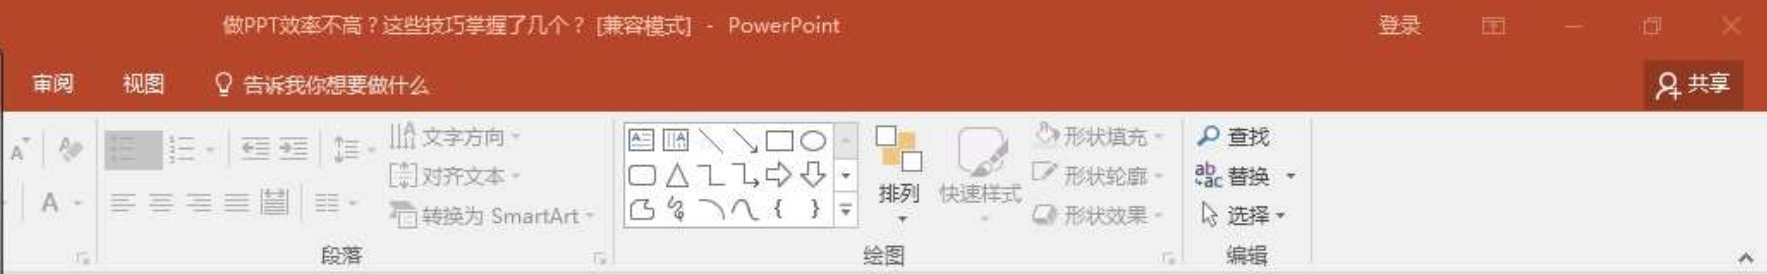 做PPT效率不高？这些技巧掌握了几个？ [兼容模式] - PowerPoint 登录
审阅 视图 告诉我你想要做什么 共享
A A 文字方向 形状填充 查找
对齐文本 形状轮廓 abac 替换
A 转换为 SmartArt 排列 快速样式 形状效果 选择
段落 绘图 编辑